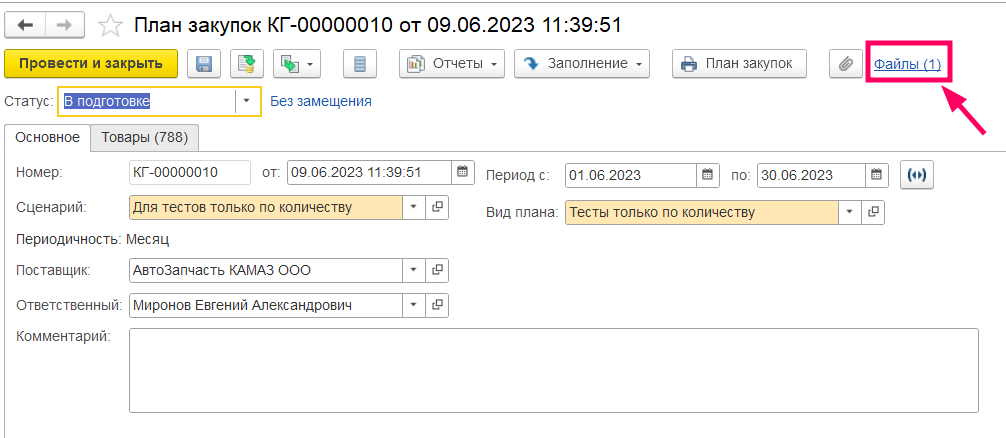 План закупок КГ-00000010 от 09.06.2023 11:39:51
Провести и закрыть Отчеты Заполнение План закупок Файлы (1)
Статус: В подготовке Без замещения
Основное Товары (788)
Номер: КГ-00000010 от: 09.06.2023 11:39:51 Период с: 01.06.2023 по: 30.06.2023
Сценарий: Для тестов только по количеству Вид плана: Тесты только по количеству
Периодичность: Месяц
Поставщик: АвтоЗапчасть КАМАЗ ООО
Ответственный: Миронов Евгений Александрович
Комментарий: